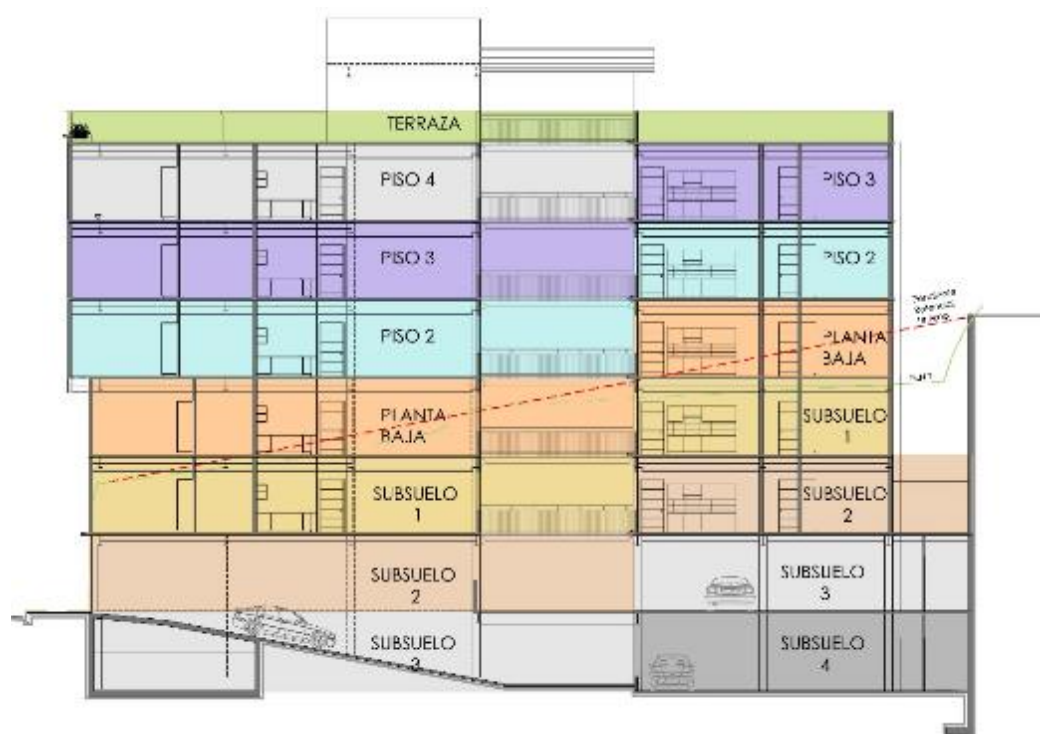 TERRAZA
PISO 4
PISO 3
PISO 3
PISO 2
PISO 2
PLANTA
BAJA
PLANTA
BAJA
SUBSUELO
1
SUBSUELO
1
SUBSUELO
2
SUBSUELO
2
SUBSUELO
3
SUBSUELO
3
SUBSUELO
4